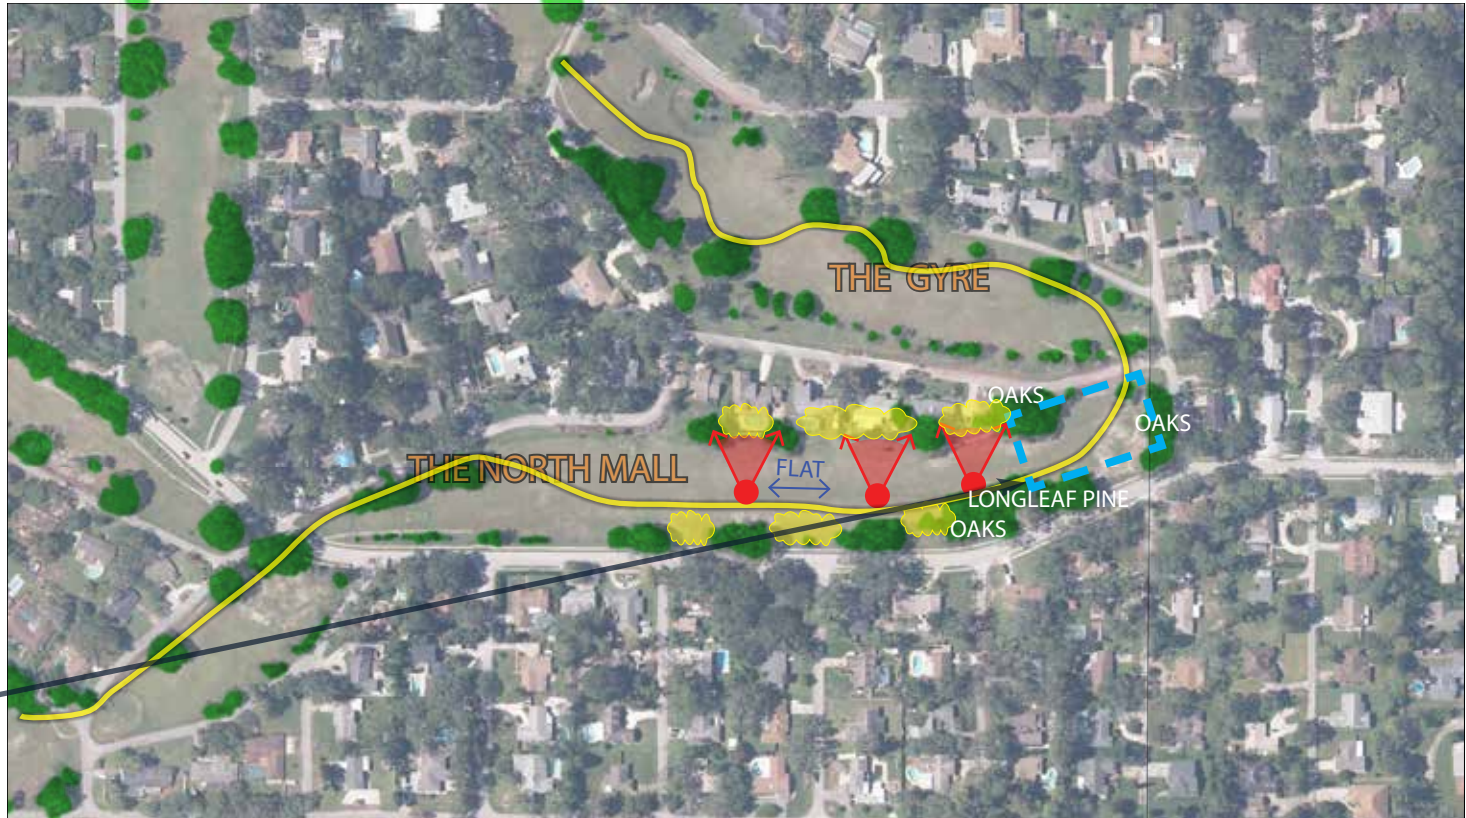 THE GYRE
OAKS
OAKS
THE NORTH MALL
FLAT
LONGLEAF PINE
OAKS